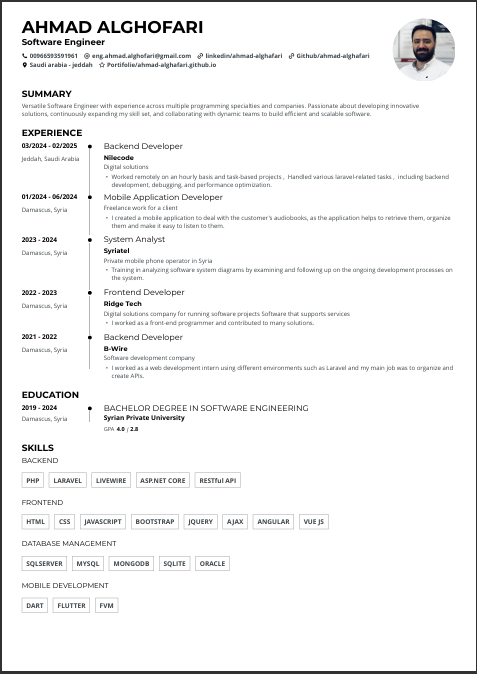 AHMAD ALGHOFARI
Software Engineer
00966593591961 eng.ahmad.alghofari@gmail.com linkedin/ahmad-alghofari Github/ahmad-alghofari
Saudi arabia - jeddah Portifolie/ahmad-alghofari.github.io
SUMMARY
Versatile Software Engineer with experience across multiple programming specialties and companies. Passionate about developing innovative
solutions, continuously expanding my skill set, and collaborating with dynamic teams to build efficient and scalable software.
EXPERIENCE
03/2024 - 02/2025 Backend Developer
Nilecode
Jeddah, Saudi Arabia
Digital solutions
• Worked remotely on an hourly basis and task-based projects , Handled various laravel-related tasks , including backend
development, debugging, and performance optimization.
01/2024 - 06/2024 Mobile Application Developer
Damascus, Syria Freelance work for a client
• I created a mobile application to deal with the customer's audiobooks, as the application helps to retrieve them, organize
them and make it easy to listen to them.
2023 - 2024 System Analyst
Damascus, Syria Syriatel
Private mobile phone operator in Syria
• Training in analyzing software system diagrams by examining and following up on the ongoing development processes on
the system.
2022 - 2023 Frontend Developer
Damascus, Syria Ridge Tech
Digital solutions company for running software projects Software that supports services
• I worked as a front-end programmer and contributed to many solutions.
2021 - 2022 Backend Developer
Damascus, Syria B-Wire
Software development company
• I worked as a web development intern using different environments such as Laravel and my main job was to organize and
create APIs.
EDUCATION
2019 - 2024 BACHELOR DEGREE IN SOFTWARE ENGINEERING
Damascus, Syria Syrian Private University
GPA 4.0 / 2.8
SKILLS
BACKEND
PHP LARAVEL LIVEWIRE ASP.NET CORE RESTful API
FRONTEND
HTML CSS JAVASCRIPT BOOTSTRAP JQUERY AJAX ANGULAR VUE JS
DATABASE MANAGEMENT
SQLSERVER MYSQL MONGODB SQLITE ORACLE
MOBILE DEVELOPMENT
DART FLUTTER FVM